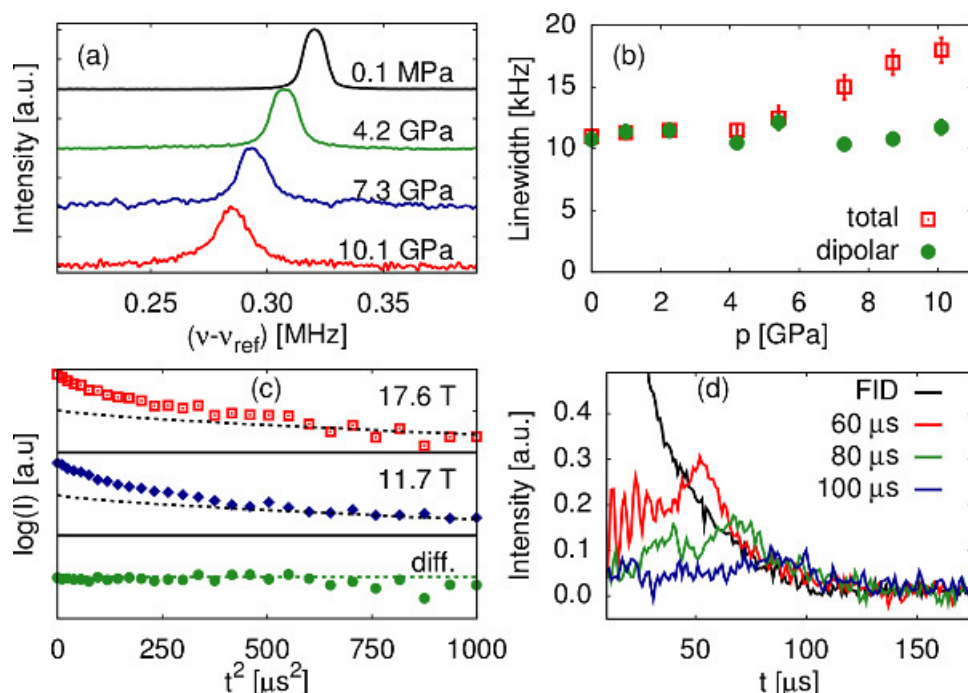 (a)
0.1 MPa
4.2 GPa
7.3 GPa
10.1 GPa
Intensity [a.u.]
0.25 0.30 0.35
(ν-ν_ref) [MHz]
(b)
20
15
10
5
0
Linewidth [kHz]
total
dipolar
0 2 4 6 8 10
p [GPa]
(c)
17.6 T
11.7 T
diff.
log(I) [a.u]
0 250 500 750 1000
t² [μs²]
(d)
FID
60 μs
80 μs
100 μs
0.4
0.3
0.2
0.1
0.0
Intensity [a.u.]
50 100 150
t [μs]